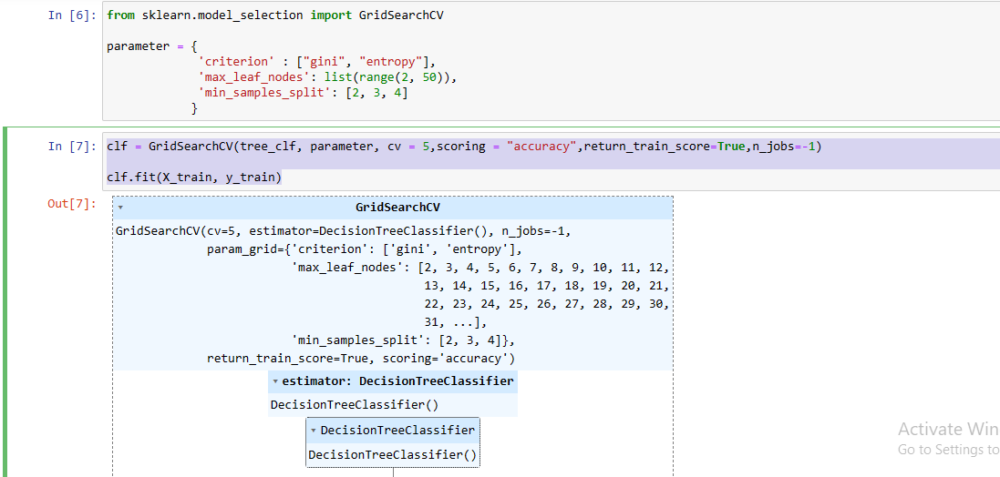 In [6]: from sklearn.model_selection import GridSearchCV
parameter = {
'criterion' : ["gini", "entropy"],
'max_leaf_nodes': list(range(2, 50)),
'min_samples_split': [2, 3, 4]
}
In [7]: clf = GridSearchCV(tree_clf, parameter, cv = 5,scoring = "accuracy",return_train_score=True,n_jobs=-1)
clf.fit(X_train, y_train)
Out[7]:
GridSearchCV
GridSearchCV(cv=5, estimator=DecisionTreeClassifier(), n_jobs=-1,
param_grid={'criterion': ['gini', 'entropy'],
'max_leaf_nodes': [2, 3, 4, 5, 6, 7, 8, 9, 10, 11, 12,
13, 14, 15, 16, 17, 18, 19, 20, 21,
22, 23, 24, 25, 26, 27, 28, 29, 30,
31, ...],
'min_samples_split': [2, 3, 4]},
return_train_score=True, scoring='accuracy')
estimator: DecisionTreeClassifier
DecisionTreeClassifier()
DecisionTreeClassifier
DecisionTreeClassifier()
Activate Win
Go to Settings to